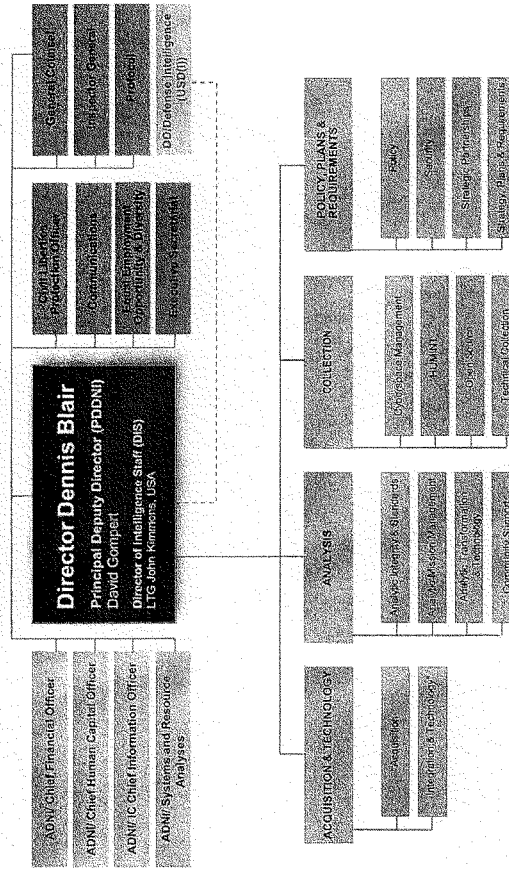 Director Dennis Blair
Principal Deputy Director (PDDNI)
David Gompert
Director of Intelligence Staff (DIS)
LTG John Kimmons, USA
ADNI/ Chief Financial Officer
ADNI/ Chief Human Capital Officer
ADNI/ IC Chief Information Officer
ADNI/ Systems and Resource
Analyses
Civil Liberties
Protection Officer
Communications
Equal Employment
Opportunity & Diversity
Executive Secretariat
General Counsel
Inspector General
Protocol
DD/Defense Intelligence
(USD(I))
ACQUISITION & TECHNOLOGY
Acquisition
Integration & Technology
ANALYSIS
Analytic Integrity & Standards
Analytic Mission Management
Analytic Transformation
Technology
Community Support
COLLECTION
Collection Management
HUMINT
Open Source
Technical Collection
POLICY, PLANS &
REQUIREMENTS
Policy
Security
Strategic Partnerships
Strategy, Plans & Requirements